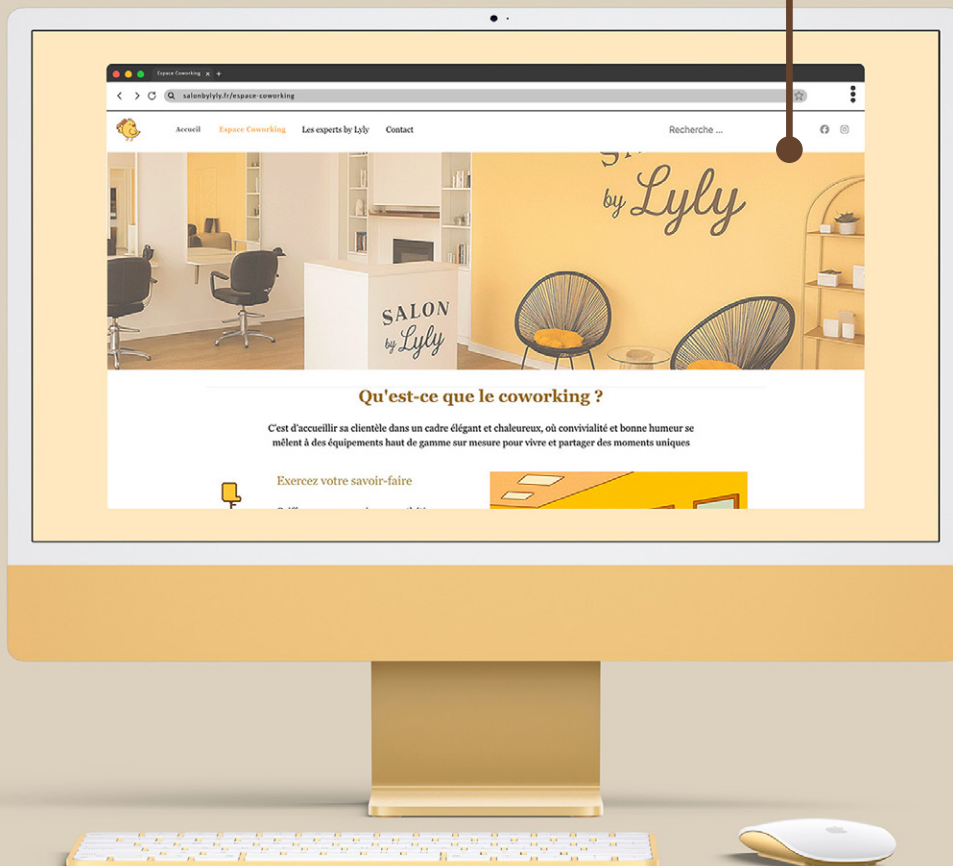 Espace Coworking x +
salonbylyly.fr/espace-coworking
Accueil Espace Coworking Les experts by Lyly Contact Recherche ...
by Lyly
SALON
by Lyly
Qu'est-ce que le coworking ?
C'est d'accueillir sa clientèle dans un cadre élégant et chaleureux, où convivialité et bonne humeur se
mêlent à des équipements haut de gamme sur mesure pour vivre et partager des moments uniques
Exercez votre savoir-faire